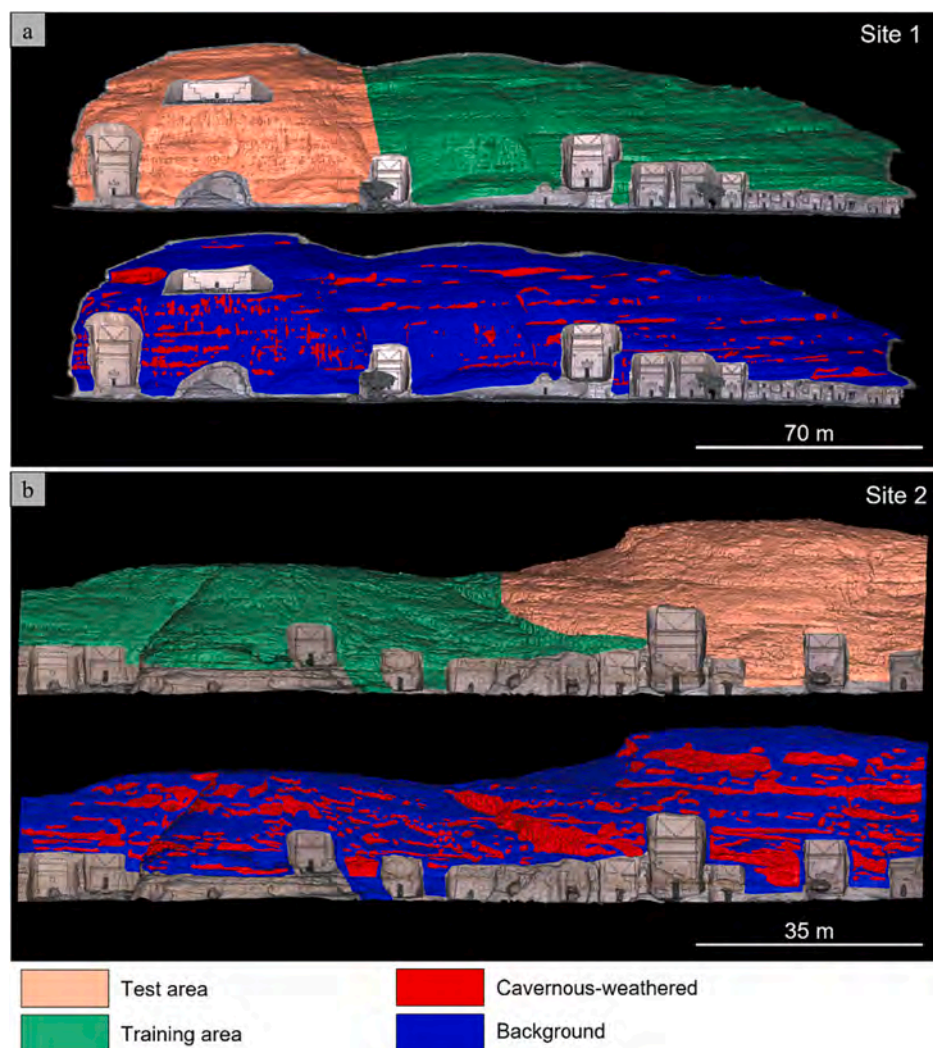 a
Site 1
70 m
b
Site 2
35 m
Test area
Cavernous-weathered
Training area
Background